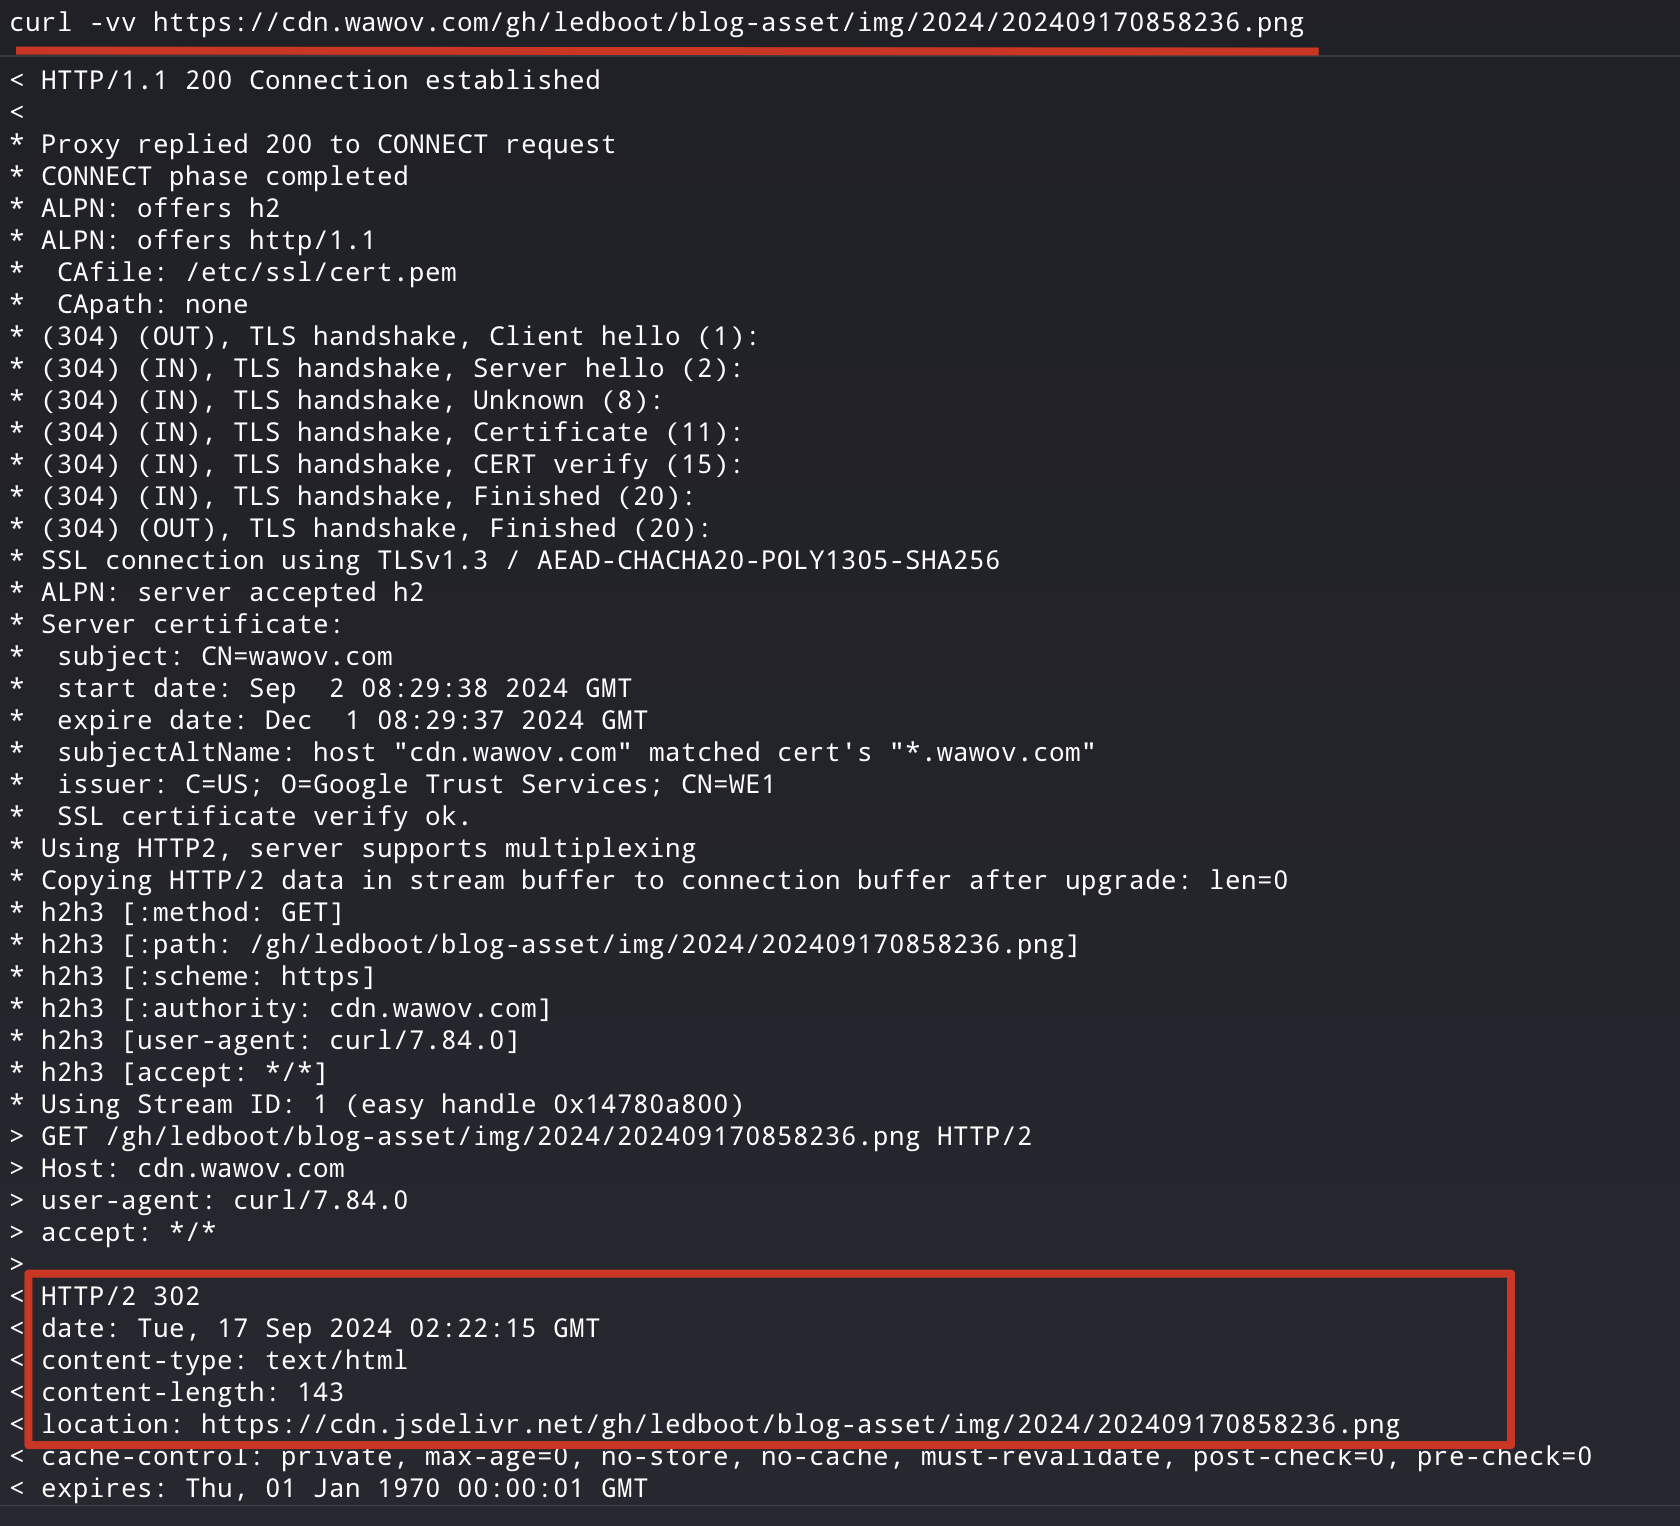 curl -vv https://cdn.wawov.com/gh/ledboot/blog-asset/img/2024/202409170858236.png
< HTTP/1.1 200 Connection established
<
* Proxy replied 200 to CONNECT request
* CONNECT phase completed
* ALPN: offers h2
* ALPN: offers http/1.1
*  CAfile: /etc/ssl/cert.pem
*  CApath: none
* (304) (OUT), TLS handshake, Client hello (1):
* (304) (IN), TLS handshake, Server hello (2):
* (304) (IN), TLS handshake, Unknown (8):
* (304) (IN), TLS handshake, Certificate (11):
* (304) (IN), TLS handshake, CERT verify (15):
* (304) (IN), TLS handshake, Finished (20):
* (304) (OUT), TLS handshake, Finished (20):
* SSL connection using TLSv1.3 / AEAD-CHACHA20-POLY1305-SHA256
* ALPN: server accepted h2
* Server certificate:
*  subject: CN=wawov.com
*  start date: Sep  2 08:29:38 2024 GMT
*  expire date: Dec  1 08:29:37 2024 GMT
*  subjectAltName: host "cdn.wawov.com" matched cert's "*.wawov.com"
*  issuer: C=US; O=Google Trust Services; CN=WE1
*  SSL certificate verify ok.
* Using HTTP2, server supports multiplexing
* Copying HTTP/2 data in stream buffer to connection buffer after upgrade: len=0
* h2h3 [:method: GET]
* h2h3 [:path: /gh/ledboot/blog-asset/img/2024/202409170858236.png]
* h2h3 [:scheme: https]
* h2h3 [:authority: cdn.wawov.com]
* h2h3 [user-agent: curl/7.84.0]
* h2h3 [accept: */*]
* Using Stream ID: 1 (easy handle 0x14780a800)
> GET /gh/ledboot/blog-asset/img/2024/202409170858236.png HTTP/2
> Host: cdn.wawov.com
> user-agent: curl/7.84.0
> accept: */*
>
< HTTP/2 302
< date: Tue, 17 Sep 2024 02:22:15 GMT
< content-type: text/html
< content-length: 143
< location: https://cdn.jsdelivr.net/gh/ledboot/blog-asset/img/2024/202409170858236.png
< cache-control: private, max-age=0, no-store, no-cache, must-revalidate, post-check=0, pre-check=0
< expires: Thu, 01 Jan 1970 00:00:01 GMT